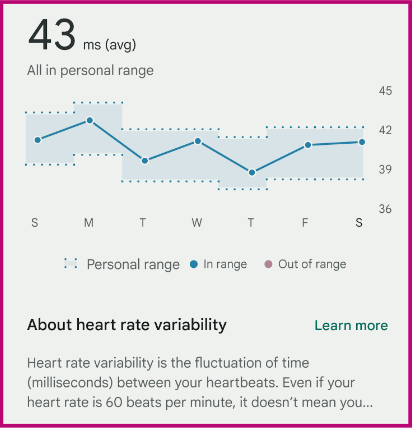 43 ms (avg)
All in personal range
45
42
39
36
S M T W T F S
Personal range In range Out of range
About heart rate variability Learn more
Heart rate variability is the fluctuation of time
(milliseconds) between your heartbeats. Even if your
heart rate is 60 beats per minute, it doesn't mean you...